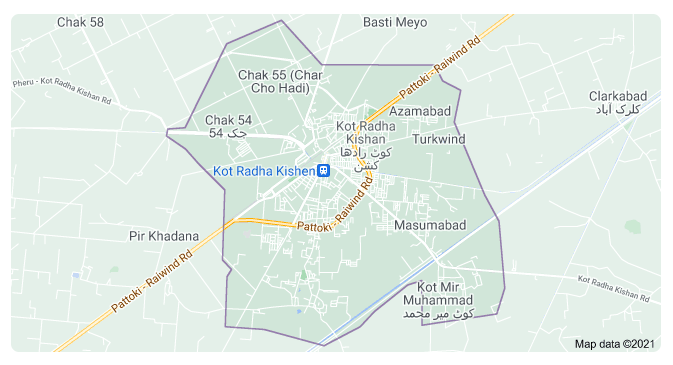 Chak 58
Basti Meyo
Pattoki - Raiwind Rd
Chak 55 (Char
Cho Hadi)
Pheru - Kot Radha Kishan Rd
Clarkabad
کلرک آباد
Azamabad
Chak 54
چک 54
Kot Radha
Kishan
کوٹ رادھا
کشن
Turkwind
Kot Radha Kishen
Pattoki - Raiwind Rd
Masumabad
Pir Khadana
Pattoki - Raiwind Rd
Kot Mir
Muhammad
کوٹ میر محمد
Kot Radha Kishan Rd
Map data ©2021